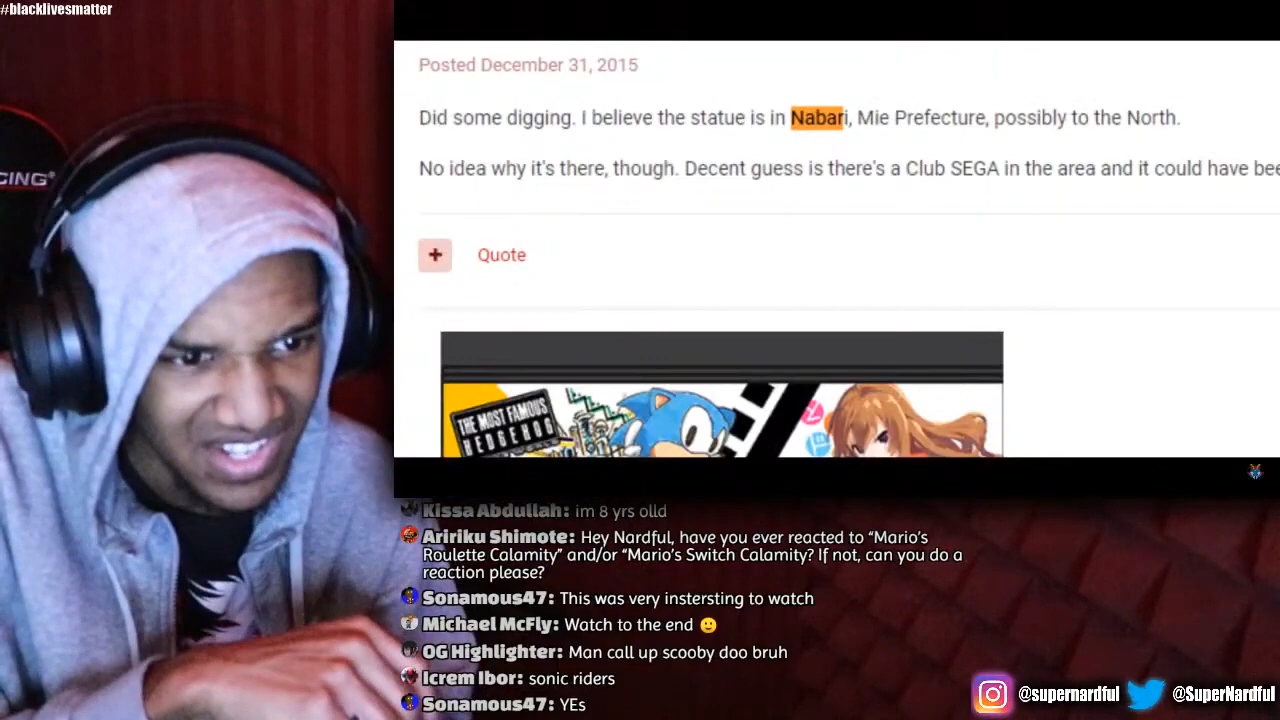 #blacklivesmatter
CING
Posted December 31, 2015
Did some digging. I believe the statue is in Nabari, Mie Prefecture, possibly to the North.
No idea why it's there, though. Decent guess is there's a Club SEGA in the area and it could have bee
+ Quote
THE MOST FAMOUS
HEDGEHOG
Kissa Abdullah: im 8 yrs olld
Aririku Shimote: Hey Nardful, have you ever reacted to “Mario’s
Roulette Calamity” and/or “Mario’s Switch Calamity? If not, can you do a
reaction please?
Sonamous47: This was very instersting to watch
Michael McFly: Watch to the end 🙂
OG Highlighter: Man call up scooby doo bruh
Icrem Ibor: sonic riders
Sonamous47: YEs
@supernardful @SuperNardful